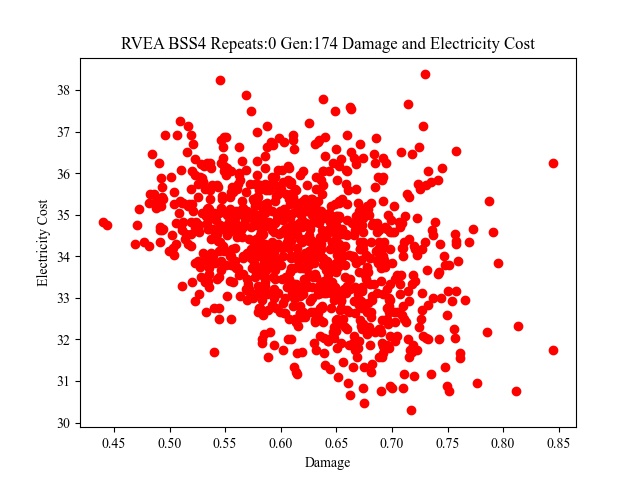 RVEA BSS4 Repeats:0 Gen:174 Damage and Electricity Cost
Electricity Cost
38
37
36
35
34
33
32
31
30
0.45 0.50 0.55 0.60 0.65 0.70 0.75 0.80 0.85
Damage